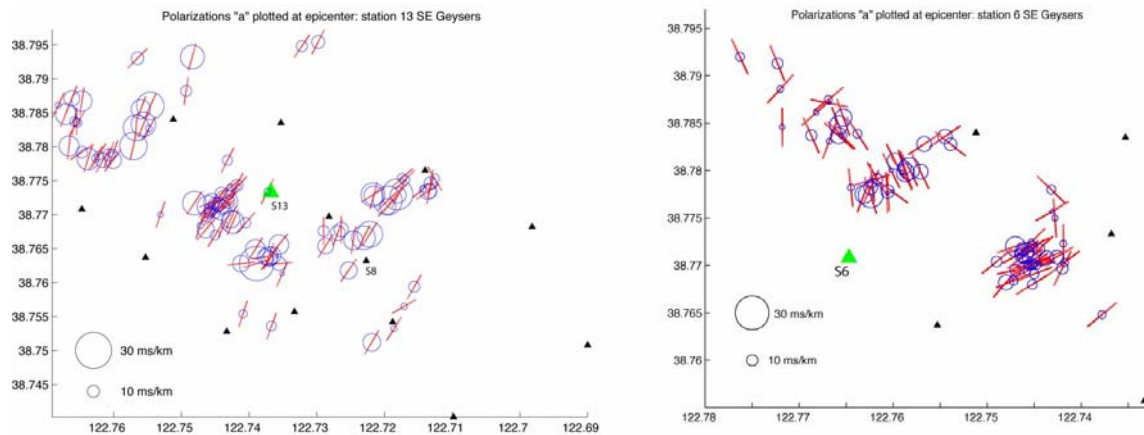 Polarizations "a" plotted at epicenter: station 13 SE Geysers
38.795
38.79
38.785
38.78
38.775
38.77
38.765
38.76
38.755
38.75
38.745
S13
S8
30 ms/km
10 ms/km
122.76 122.75 122.74 122.73 122.72 122.71 122.7 122.69
Polarizations "a" plotted at epicenter: station 6 SE Geysers
38.795
38.79
38.785
38.78
38.775
38.77
38.765
38.76
S6
30 ms/km
10 ms/km
122.78 122.77 122.76 122.75 122.74